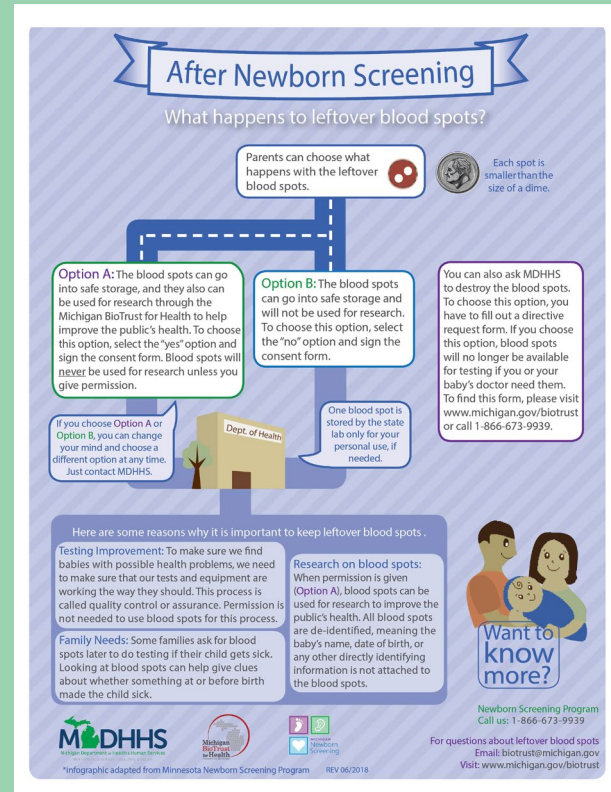 After Newborn Screening
What happens to leftover blood spots?
Parents can choose what
happens with the leftover
blood spots.
Each spot is
smaller than the
size of a dime.
Option A: The blood spots can go
into safe storage, and they also can
be used for research through the
Michigan BioTrust for Health to help
improve the public's health. To choose
this option, select the "yes" option and
sign the consent form. Blood spots will
never be used for research unless you
give permission.
Option B: The blood spots
can go into safe storage and
will not be used for research.
To choose this option, select
the "no" option and sign the
consent form.
You can also ask MDHHS
to destroy the blood spots.
To choose this option, you
have to fill out a directive
request form. If you choose
this option, blood spots
will no longer be available
for testing if you or your
baby's doctor need them.
To find this form, please visit
www.michigan.gov/biotrust
or call 1-866-673-9939.
If you choose Option A or
Option B, you can change
your mind and choose a
different option at any time.
Just contact MDHHS.
Dept. of Health
One blood spot is
stored by the state
lab only for your
personal use, if
needed.
Here are some reasons why it is important to keep leftover blood spots .
Testing Improvement: To make sure we find
babies with possible health problems, we need
to make sure that our tests and equipment are
working the way they should. This process is
called quality control or assurance. Permission is
not needed to use blood spots for this process.
Family Needs: Some families ask for blood
spots later to do testing if their child gets sick.
Looking at blood spots can help give clues
about whether something at or before birth
made the child sick.
Research on blood spots:
When permission is given
(Option A), blood spots can be
used for research to improve the
public's health. All blood spots
are de-identified, meaning the
baby's name, date of birth, or
any other directly identifying
information is not attached to
the blood spots.
Want to
know
more?
Newborn Screening Program
Call us: 1-866-673-9939
For questions about leftover blood spots
Email: biotrust@michigan.gov
Visit: www.michigan.gov/biotrust
MDHHS
Michigan Department of Health & Human Services
Michigan
BioTrust
for Health
Newborn
Screening
*infographic adapted from Minnesota Newborn Screening Program REV 06/2018